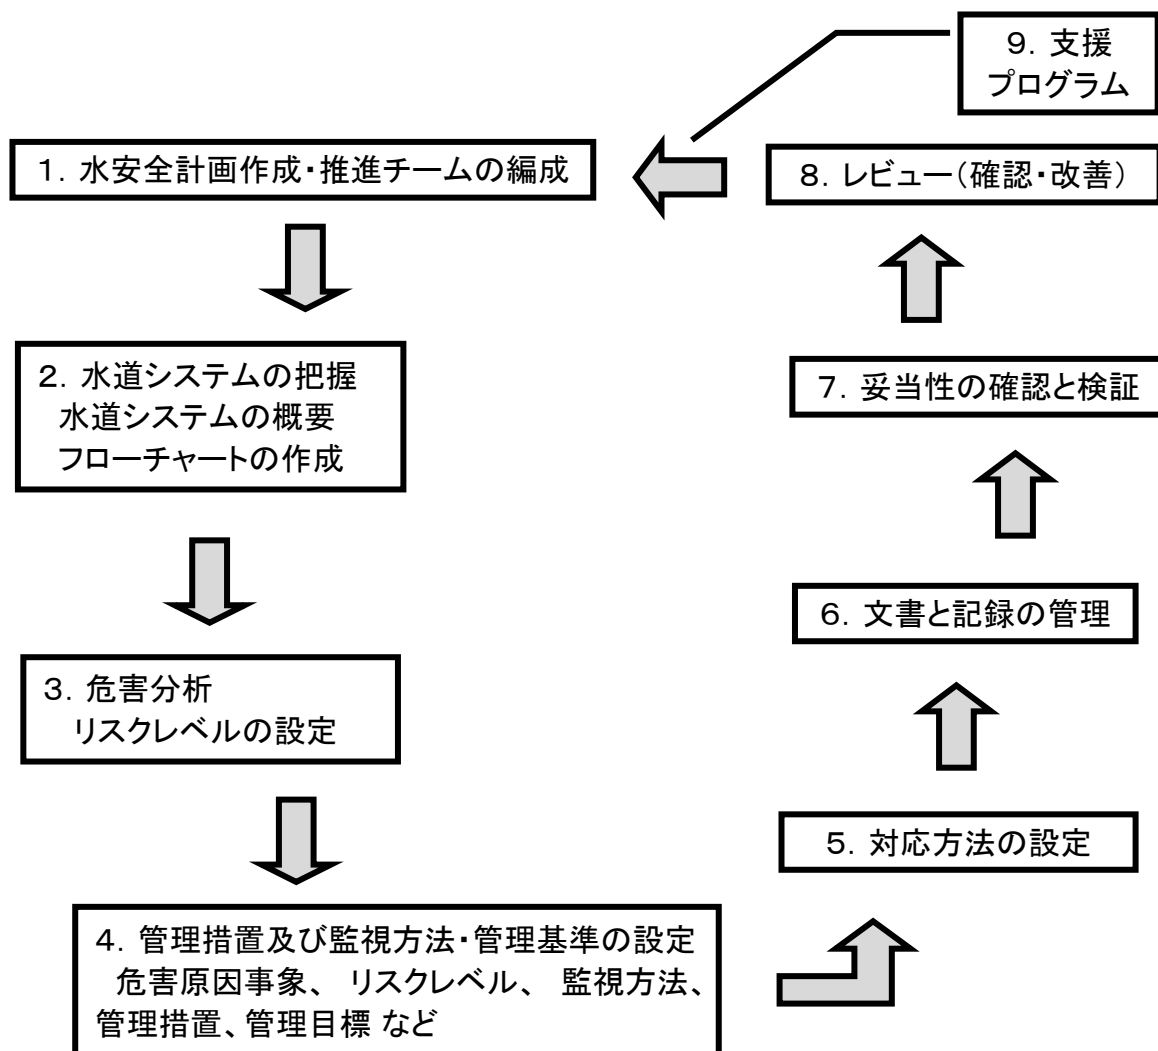 9．支援
プログラム
1．水安全計画作成・推進チームの編成
8．レビュー（確認・改善）
2．水道システムの把握
水道システムの概要
フローチャートの作成
7．妥当性の確認と検証
6．文書と記録の管理
3．危害分析
リスクレベルの設定
5．対応方法の設定
4．管理措置及び監視方法・管理基準の設定
危害原因事象、 リスクレベル、 監視方法、
管理措置、管理目標 など